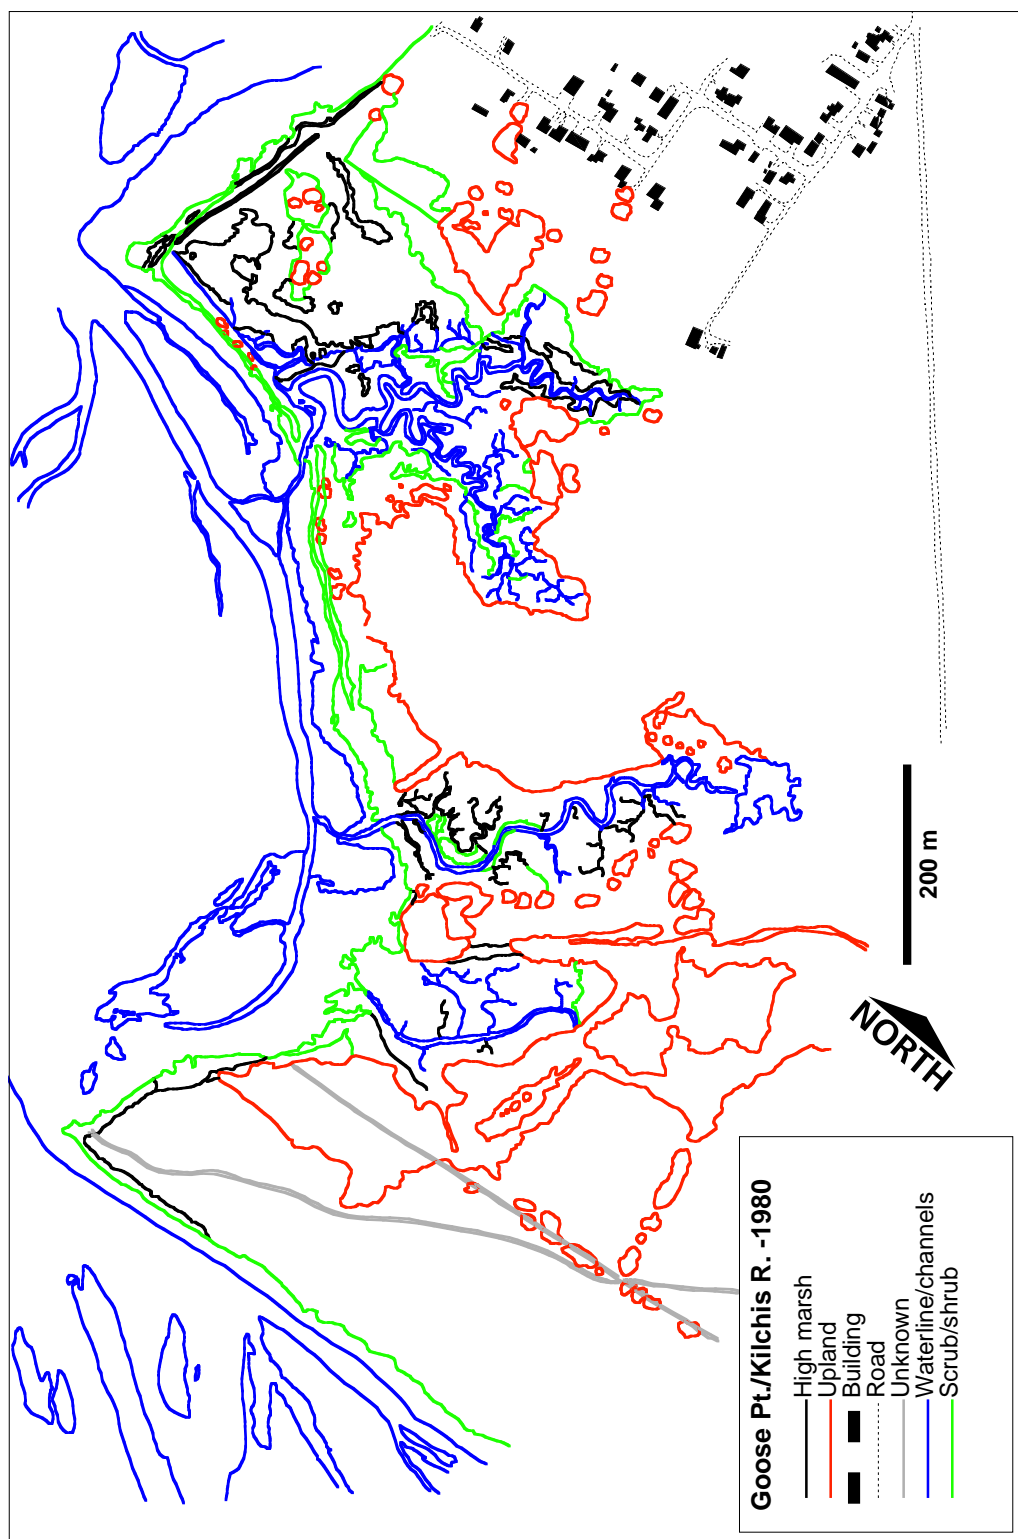 Goose Pt./Kilchis R. -1980
High marsh
Upland
Building
Road
Unknown
Waterline/channels
Scrub/shrub
NORTH
200 m